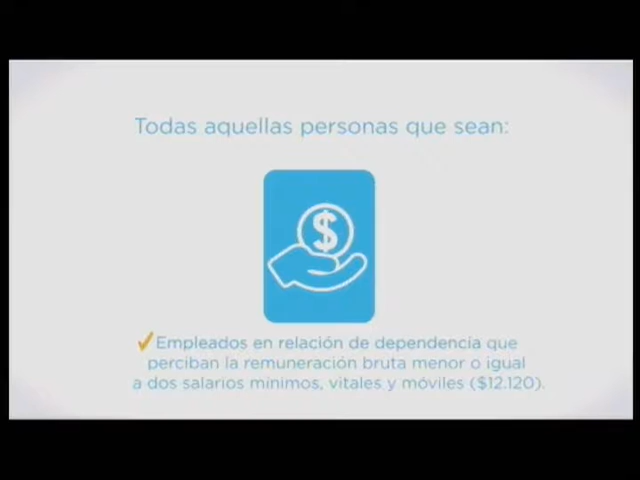 Todas aquellas personas que sean:
$
✓Empleados en relación de dependencia que
perciban la remuneración bruta menor o igual
a dos salarios mínimos, vitales y móviles ($12.120).